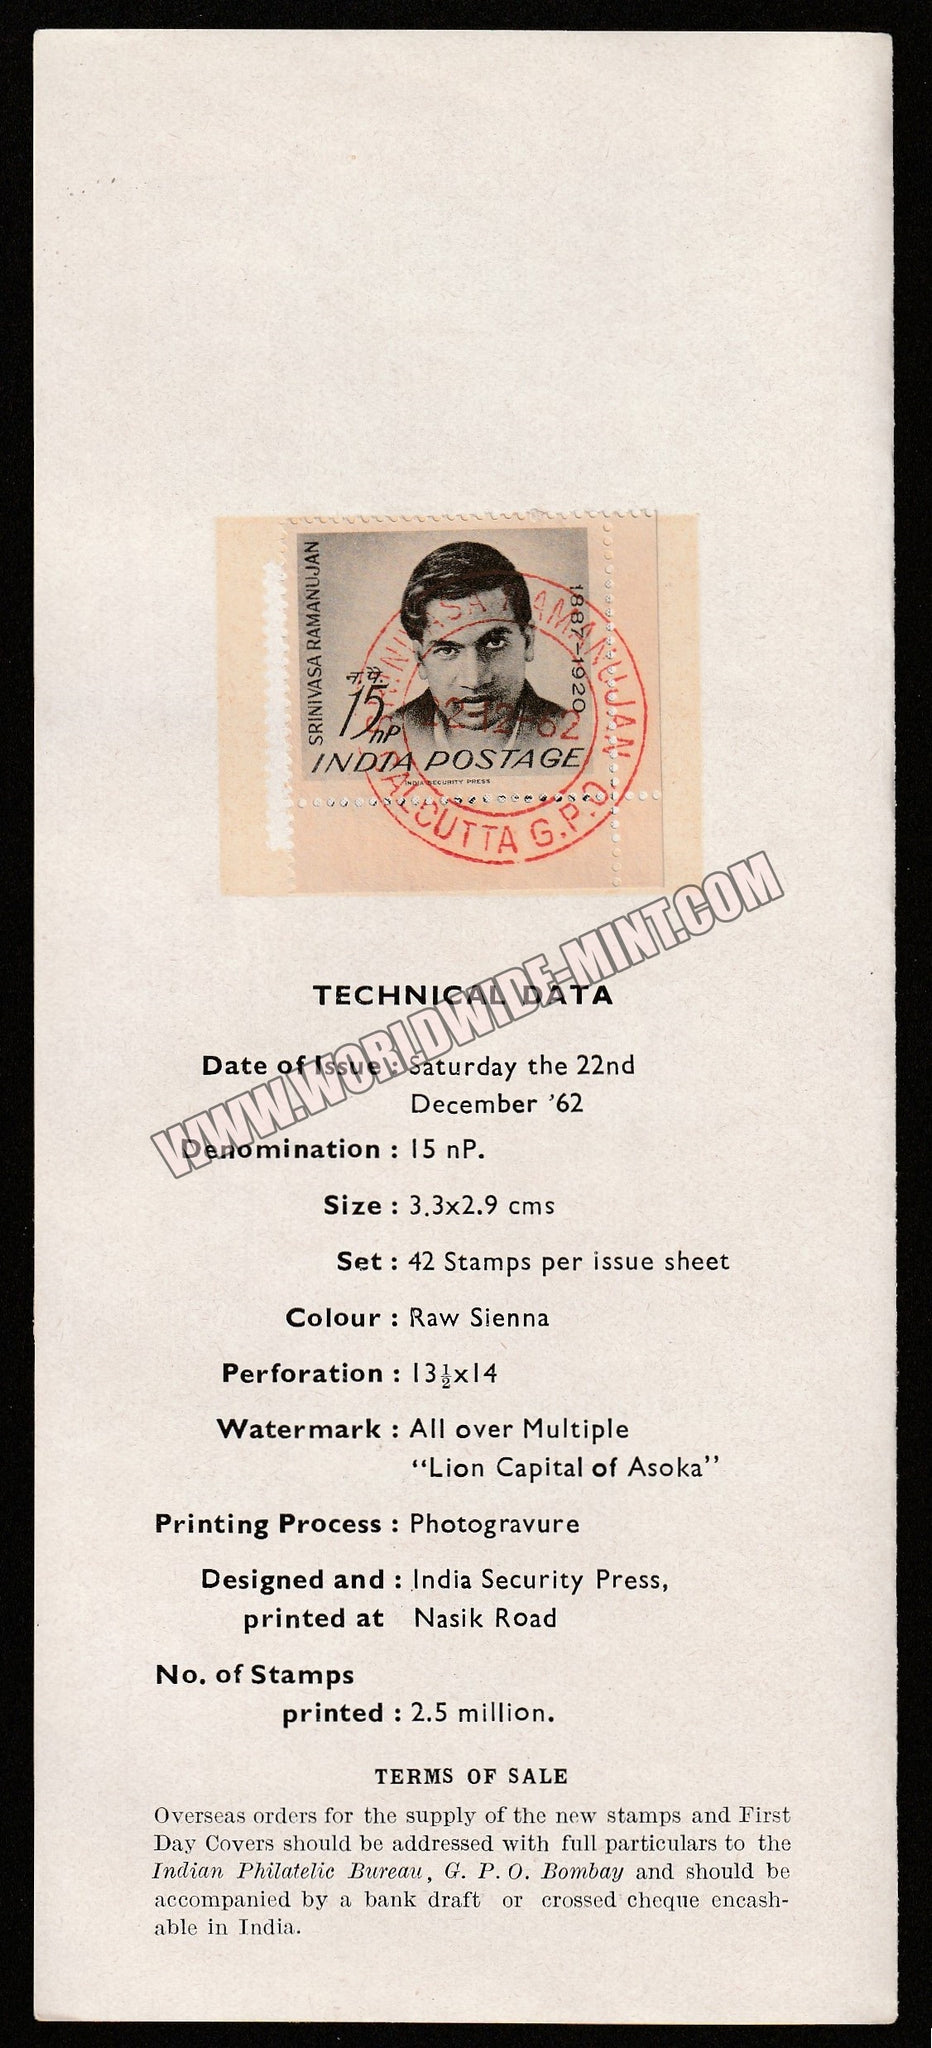 SRINIVASA RAMANUJAN
1887-1920
न.पै.
15 nP
INDIA POSTAGE
INDIA SECURITY PRESS
SRINIVASA RAMANUJAN
22-12-62
CALCUTTA G.P.O
WWW.WORLDWIDE-MINT.COM
TECHNICAL DATA
Date of Issue : Saturday the 22nd
December ’62
Denomination : 15 nP.
Size : 3.3x2.9 cms
Set : 42 Stamps per issue sheet
Colour : Raw Sienna
Perforation : 13½x14
Watermark : All over Multiple
“Lion Capital of Asoka”
Printing Process : Photogravure
Designed and : India Security Press,
printed at Nasik Road
No. of Stamps
printed : 2.5 million.
TERMS OF SALE
Overseas orders for the supply of the new stamps and First
Day Covers should be addressed with full particulars to the
Indian Philatelic Bureau, G. P. O. Bombay and should be
accompanied by a bank draft or crossed cheque encash-
able in India.